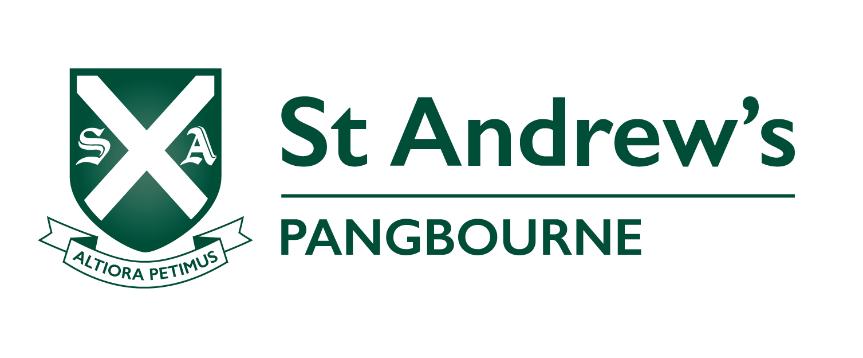 S A
ALTIORA PETIMUS
St Andrew's
PANGBOURNE